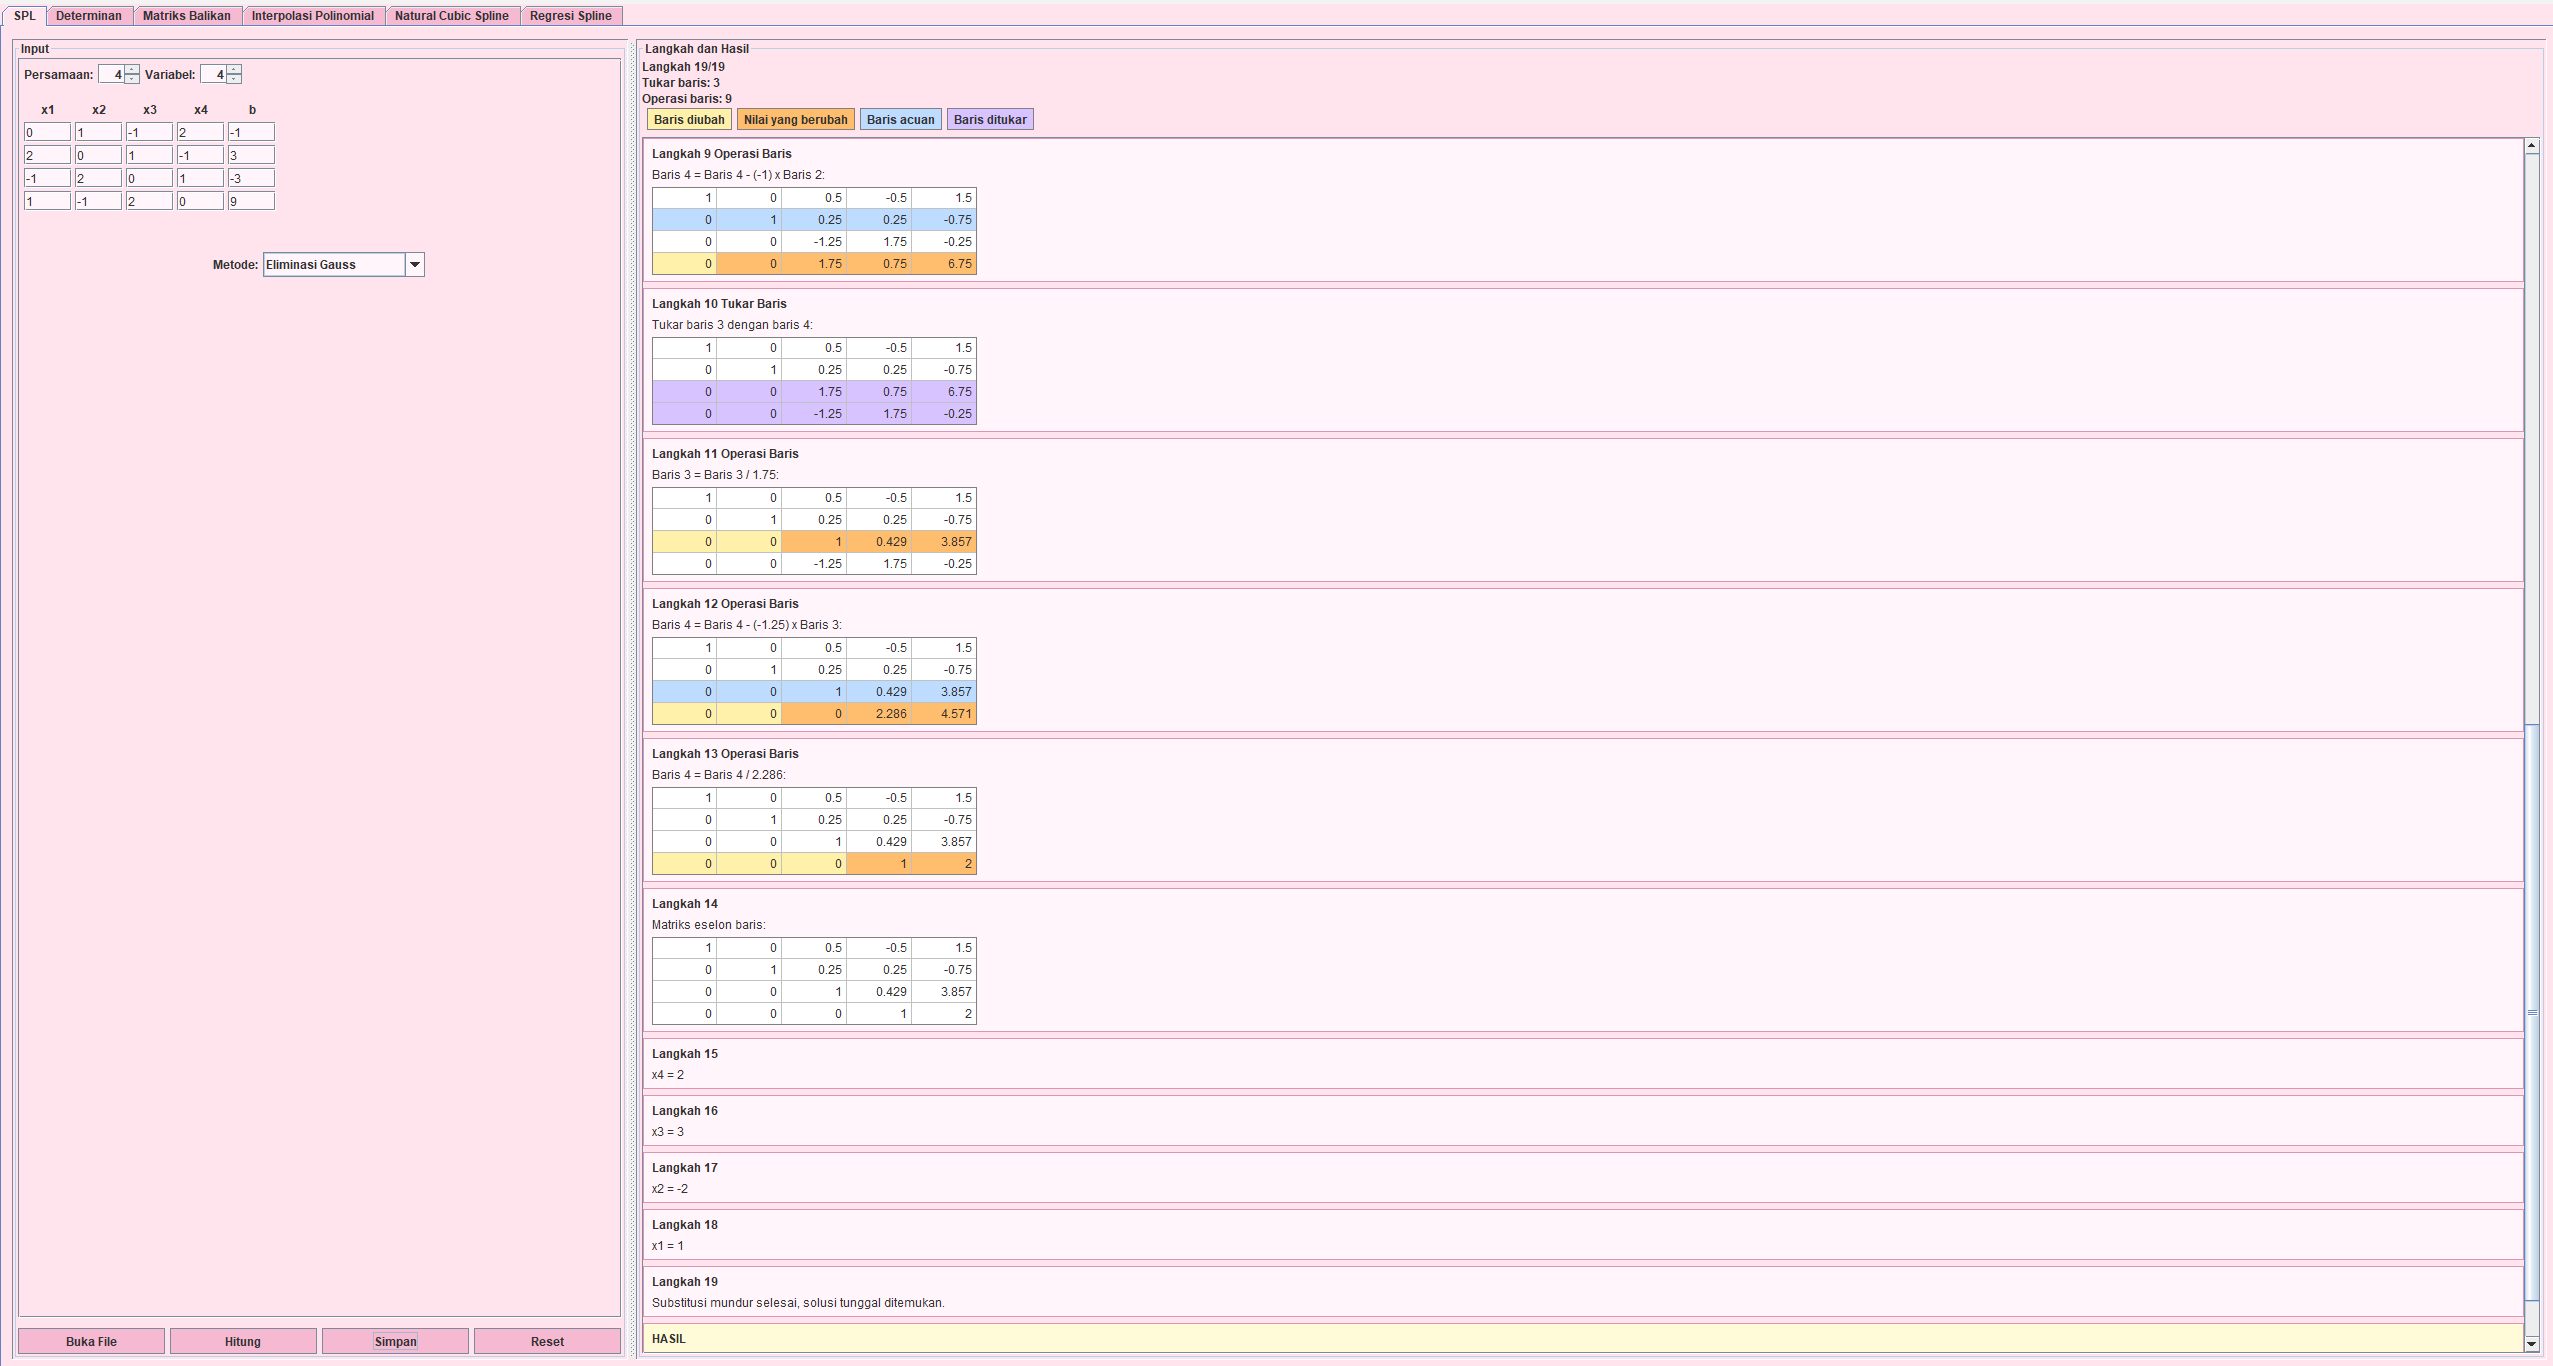 SPL Determinan Matriks Balikan Interpolasi Polinomial Natural Cubic Spline Regresi Spline
Input
Persamaan: 4 Variabel: 4
x1 x2 x3 x4 b
0 1 -1 2 -1
2 0 1 -1 3
-1 2 0 1 -3
1 -1 2 0 9
Metode: Eliminasi Gauss
Buka File Hitung Simpan Reset
Langkah dan Hasil
Langkah 19/19
Tukar baris: 3
Operasi baris: 9
Baris diubah Nilai yang berubah Baris acuan Baris ditukar
Langkah 9 Operasi Baris
Baris 4 = Baris 4 - (-1) x Baris 2:
1 0 0.5 -0.5 1.5
0 1 0.25 0.25 -0.75
0 0 -1.25 1.75 -0.25
0 0 1.75 0.75 6.75
Langkah 10 Tukar Baris
Tukar baris 3 dengan baris 4:
1 0 0.5 -0.5 1.5
0 1 0.25 0.25 -0.75
0 0 1.75 0.75 6.75
0 0 -1.25 1.75 -0.25
Langkah 11 Operasi Baris
Baris 3 = Baris 3 / 1.75:
1 0 0.5 -0.5 1.5
0 1 0.25 0.25 -0.75
0 0 1 0.429 3.857
0 0 -1.25 1.75 -0.25
Langkah 12 Operasi Baris
Baris 4 = Baris 4 - (-1.25) x Baris 3:
1 0 0.5 -0.5 1.5
0 1 0.25 0.25 -0.75
0 0 1 0.429 3.857
0 0 0 2.286 4.571
Langkah 13 Operasi Baris
Baris 4 = Baris 4 / 2.286:
1 0 0.5 -0.5 1.5
0 1 0.25 0.25 -0.75
0 0 1 0.429 3.857
0 0 0 1 2
Langkah 14
Matriks eselon baris:
1 0 0.5 -0.5 1.5
0 1 0.25 0.25 -0.75
0 0 1 0.429 3.857
0 0 0 1 2
Langkah 15
x4 = 2
Langkah 16
x3 = 3
Langkah 17
x2 = -2
Langkah 18
x1 = 1
Langkah 19
Substitusi mundur selesai, solusi tunggal ditemukan.
HASIL